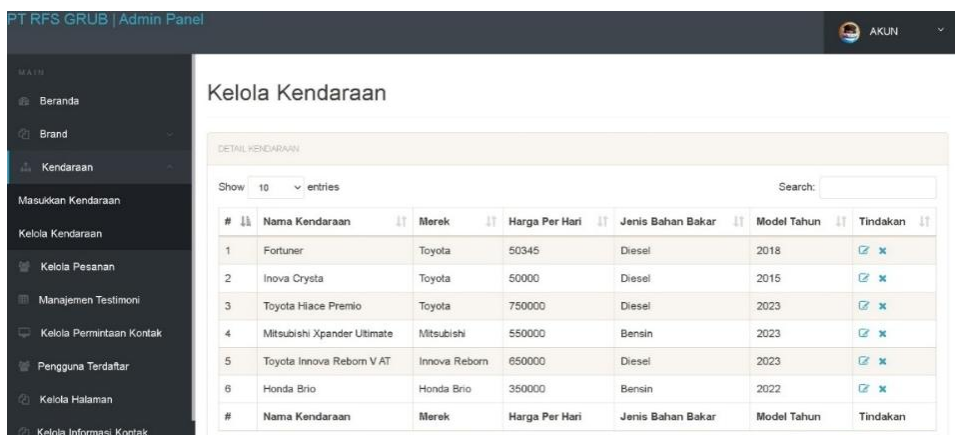 PT RFS GRUB | Admin Panel
AKUN
MAIN
Beranda
Brand
Kendaraan
Masukkan Kendaraan
Kelola Kendaraan
Kelola Pesanan
Manajemen Testimoni
Kelola Permintaan Kontak
Pengguna Terdaftar
Kelola Halaman
Kelola Informasi Kontak
Kelola Kendaraan
DETAIL KENDARAAN
Show 10 entries Search:
# Nama Kendaraan Merek Harga Per Hari Jenis Bahan Bakar Model Tahun Tindakan
1 Fortuner Toyota 50345 Diesel 2018
2 Inova Crysta Toyota 50000 Diesel 2015
3 Toyota Hiace Premio Toyota 750000 Diesel 2023
4 Mitsubishi Xpander Ultimate Mitsubishi 550000 Bensin 2023
5 Toyota Innova Reborn V AT Innova Reborn 650000 Diesel 2023
6 Honda Brio Honda Brio 350000 Bensin 2022
# Nama Kendaraan Merek Harga Per Hari Jenis Bahan Bakar Model Tahun Tindakan